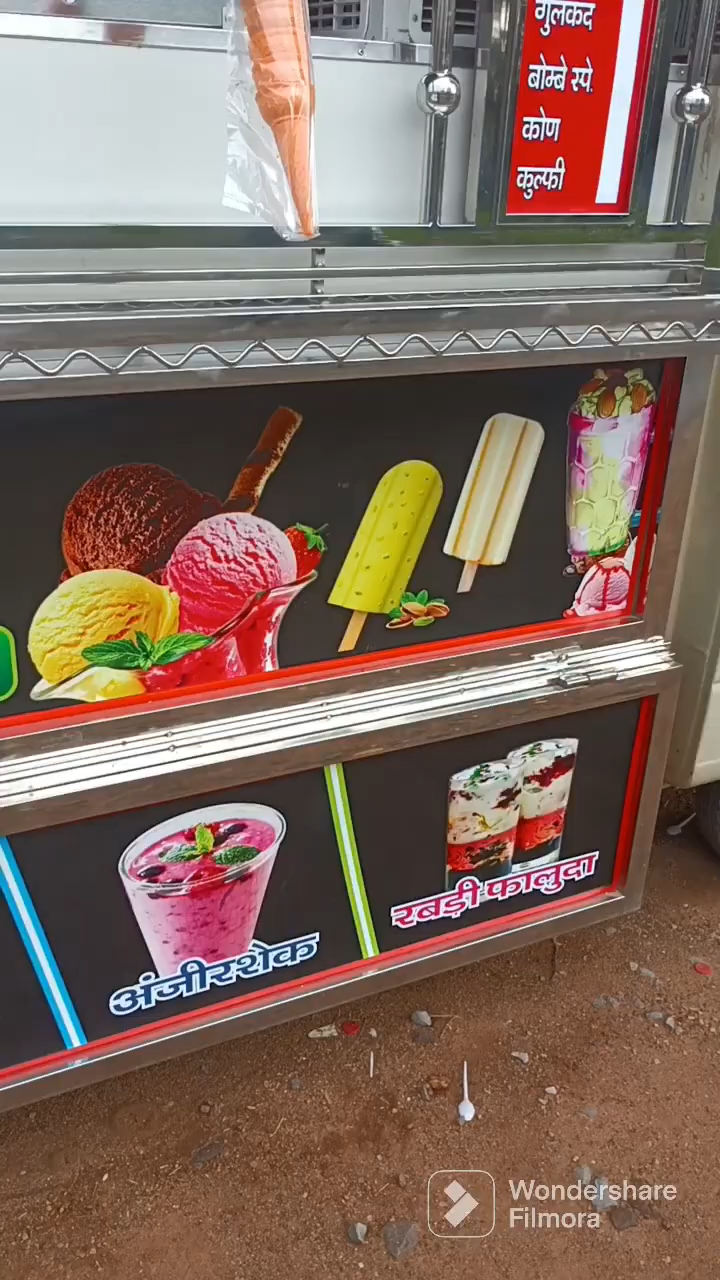 गुलकंद
बोम्बे स्पे.
कोण
कुल्फी
अंजीरशेक
रबड़ी फालुदा
Wondershare
Filmora